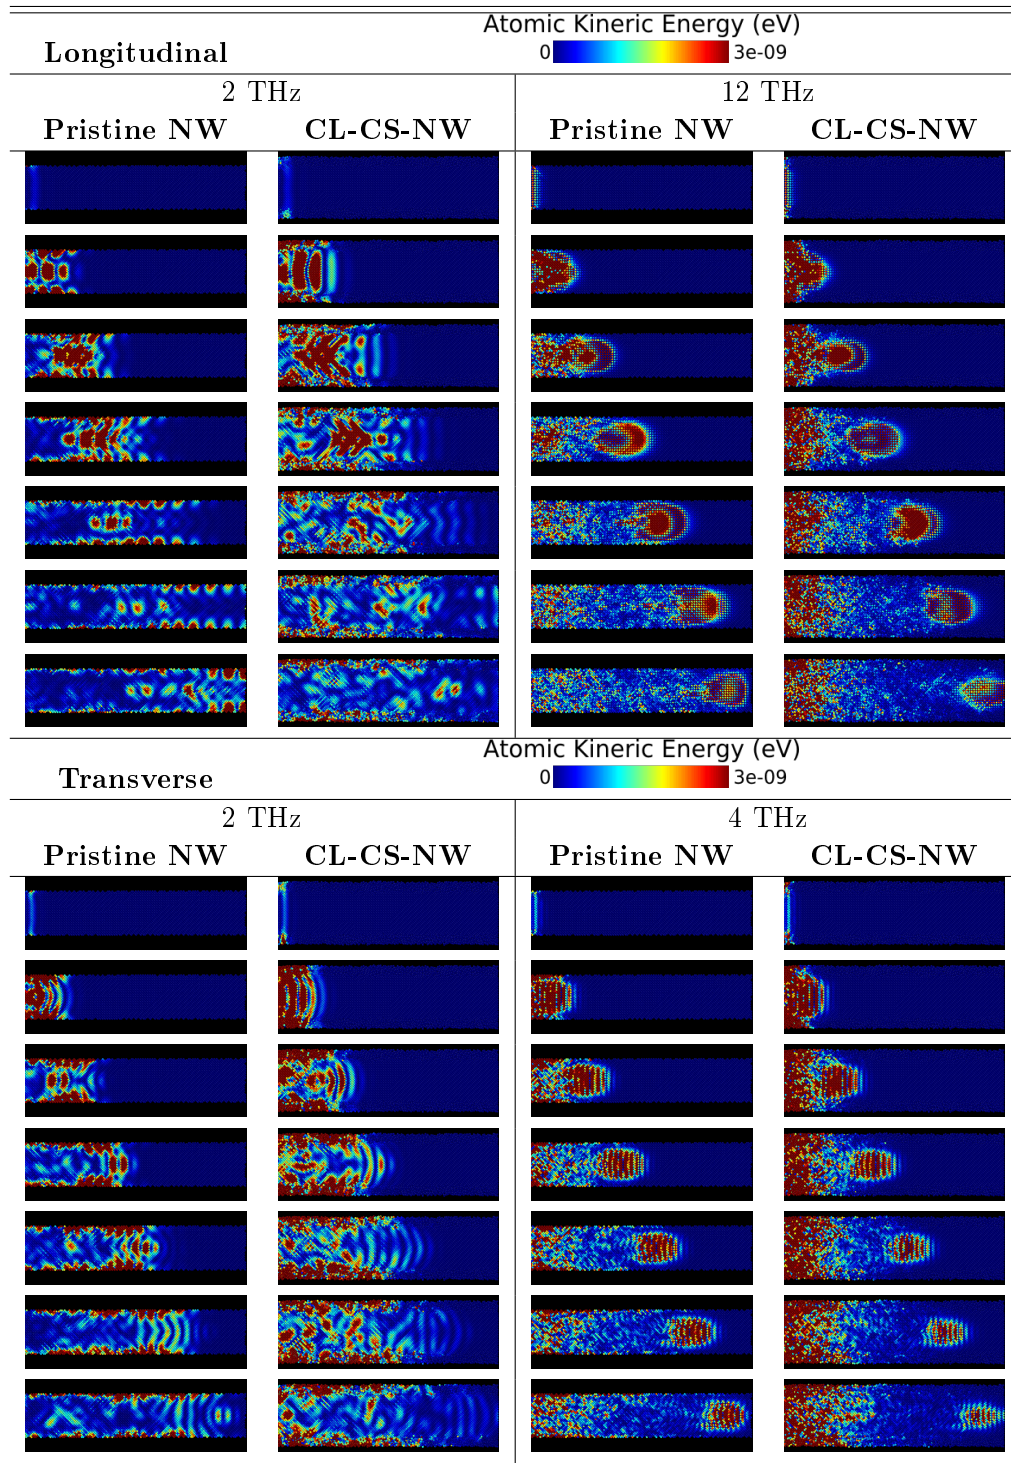 Atomic Kineric Energy (eV)
Longitudinal
0 3e-09
2 THz 12 THz
Pristine NW CL-CS-NW Pristine NW CL-CS-NW
Atomic Kineric Energy (eV)
Transverse
0 3e-09
2 THz 4 THz
Pristine NW CL-CS-NW Pristine NW CL-CS-NW